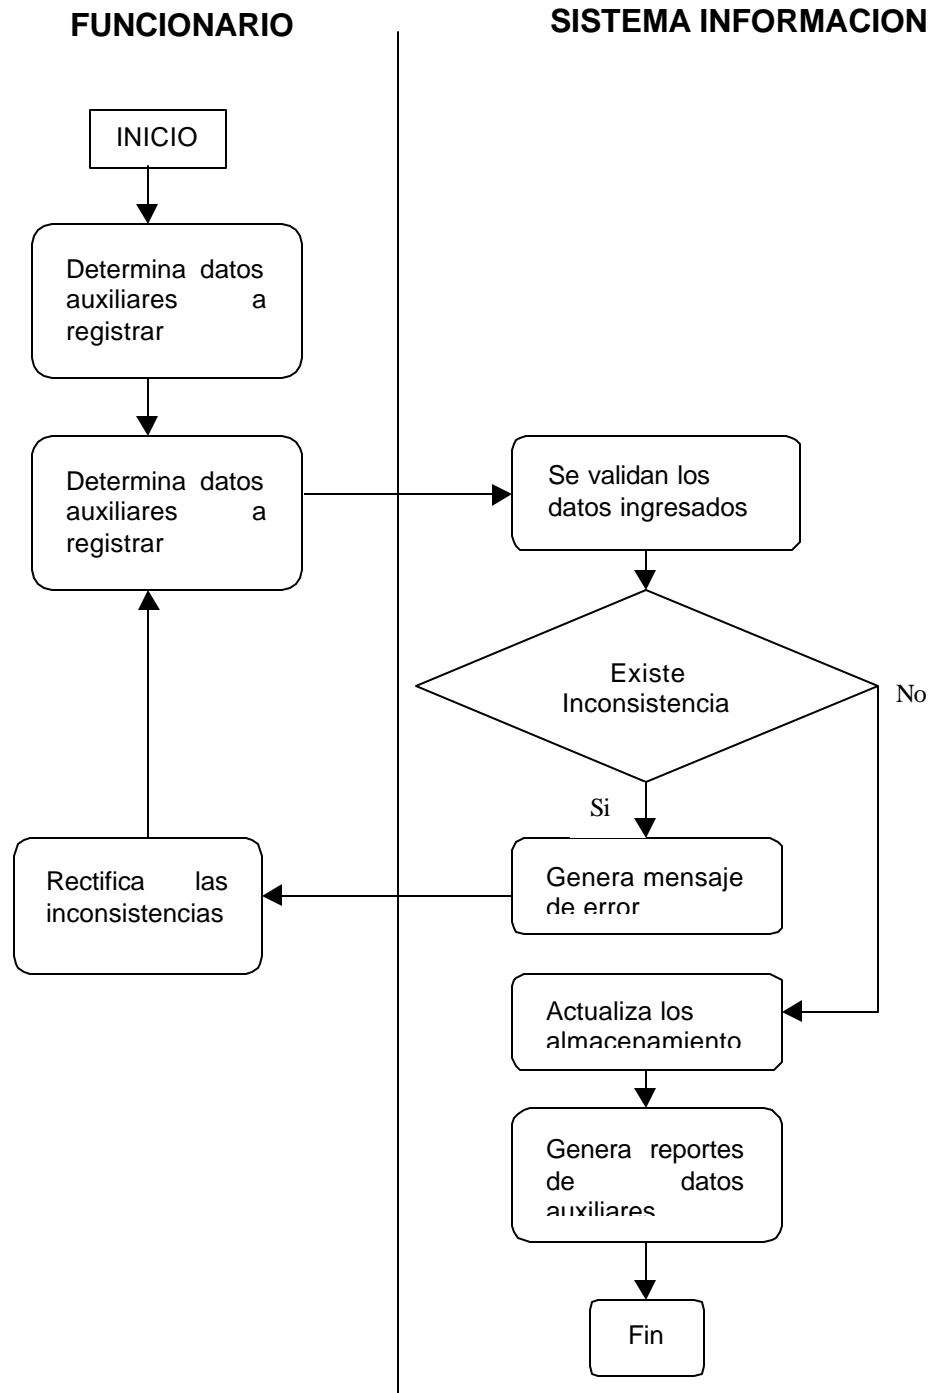 FUNCIONARIO
SISTEMA INFORMACION
INICIO
Determina datos
auxiliares a
registrar
Determina datos
auxiliares a
registrar
Se validan los
datos ingresados
Existe
Inconsistencia
No
Si
Rectifica las
inconsistencias
Genera mensaje
de error
Actualiza los
almacenamiento
Genera reportes
de datos
auxiliares
Fin